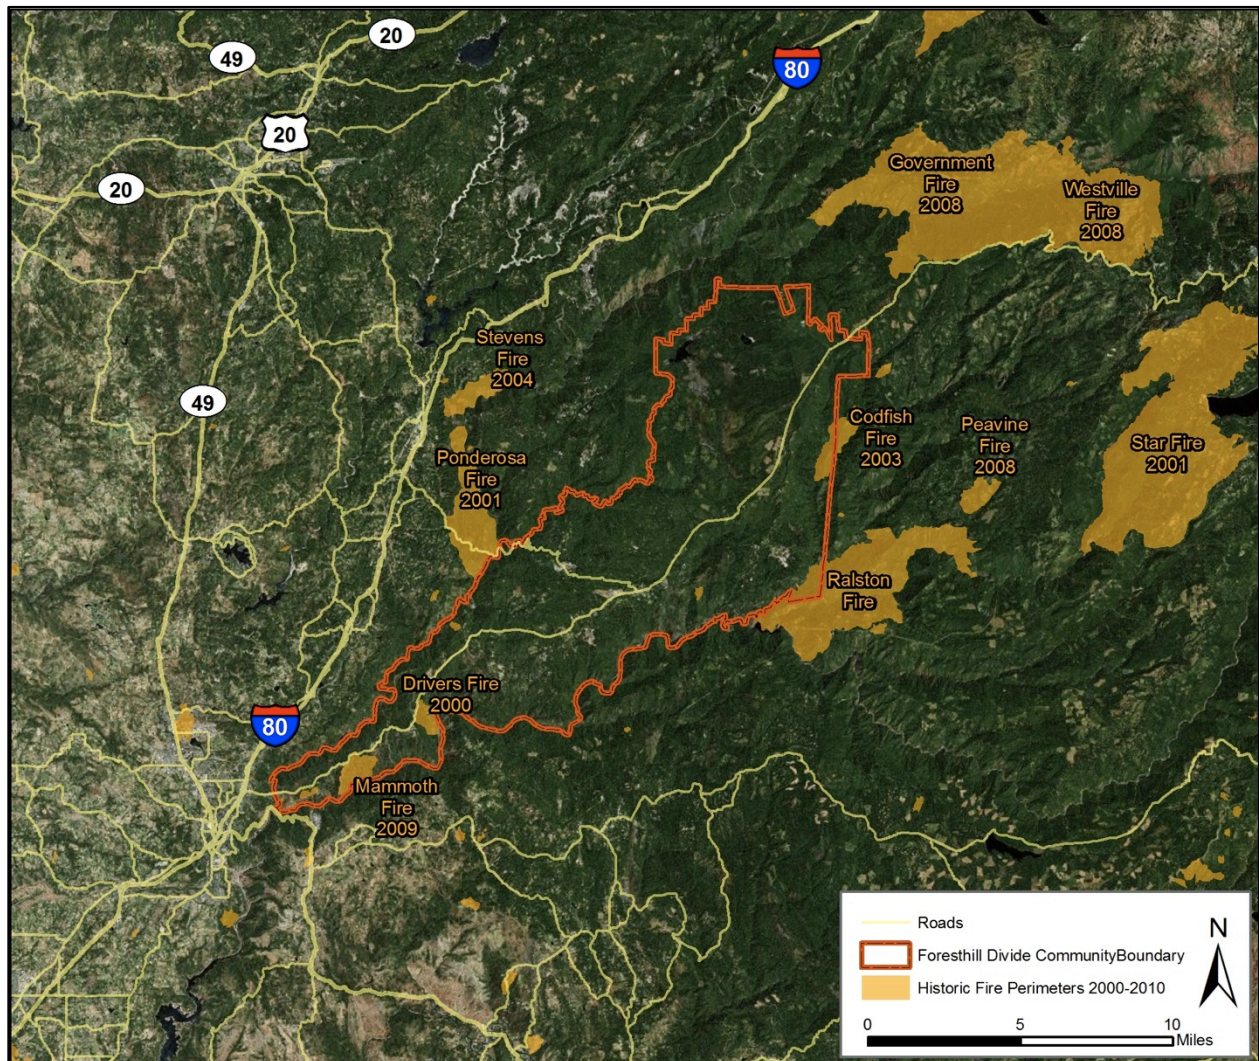 20
49
80
20
20
Government
Fire
2008
Westville
Fire
2008
Stevens
Fire
2004
49
Codfish
Fire
2003
Peavine
Fire
2008
Star Fire
2001
Ponderosa
Fire
2001
Ralston
Fire
Drivers Fire
2000
80
Mammoth
Fire
2009
Roads
Foresthill Divide CommunityBoundary
Historic Fire Perimeters 2000-2010
N
0 5 10
Miles